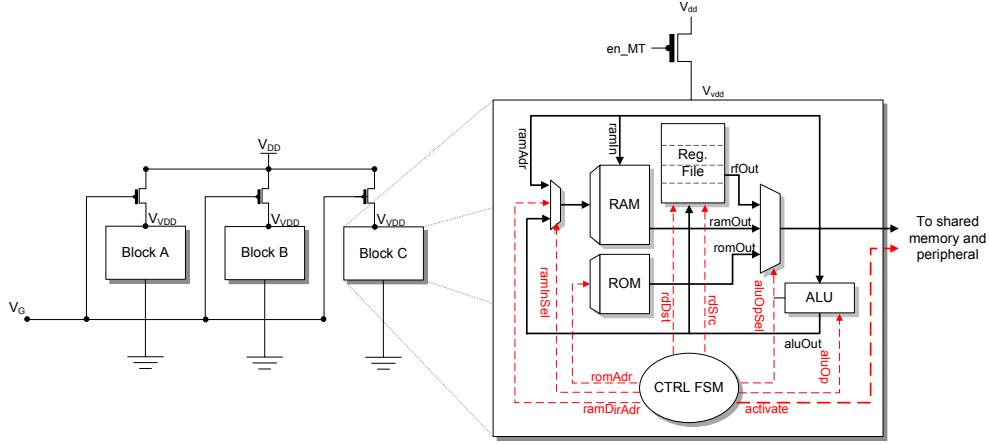 V_DD
V_VDD
V_VDD
V_VDD
Block A
Block B
Block C
V_G
V_dd
en_MT
V_vdd
ramAdr
ramIn
Reg.
File
rfOut
RAM
ramOut
romOut
ROM
ramInSel
rdDst
rdSrc
aluOpSel
ALU
aluOut
aluOp
romAdr
ramDirAdr
CTRL FSM
activate
To shared
memory and
peripheral